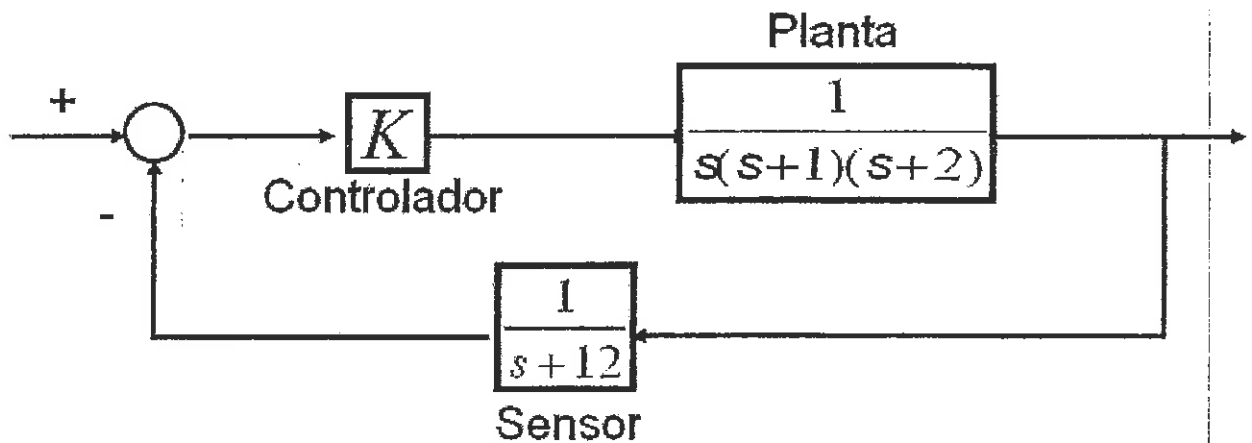 Planta
+
K
1
s(s+1)(s+2)
Controlador
-
1
s+12
Sensor